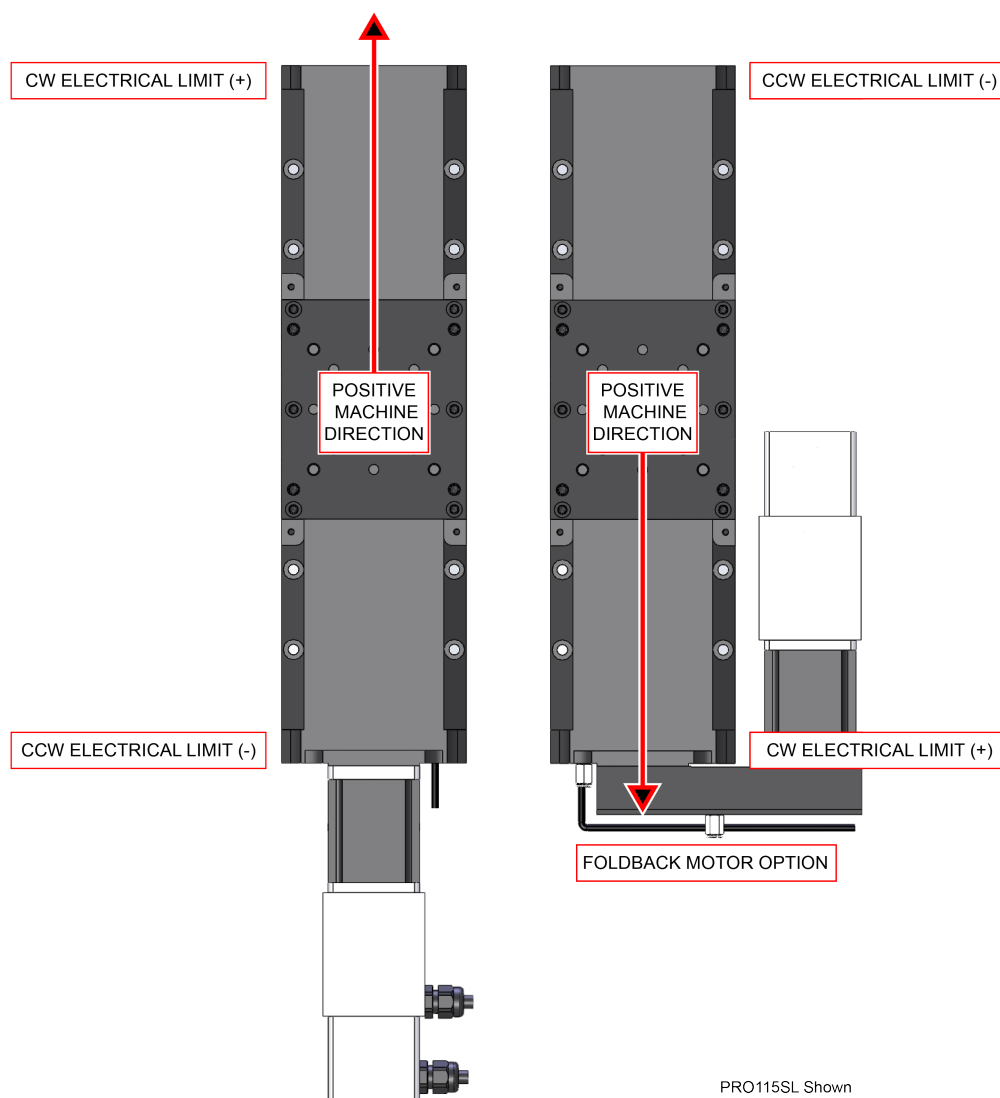 CW ELECTRICAL LIMIT (+)
CCW ELECTRICAL LIMIT (-)
POSITIVE
MACHINE
DIRECTION
POSITIVE
MACHINE
DIRECTION
CCW ELECTRICAL LIMIT (-)
CW ELECTRICAL LIMIT (+)
FOLDBACK MOTOR OPTION
PRO115SL Shown